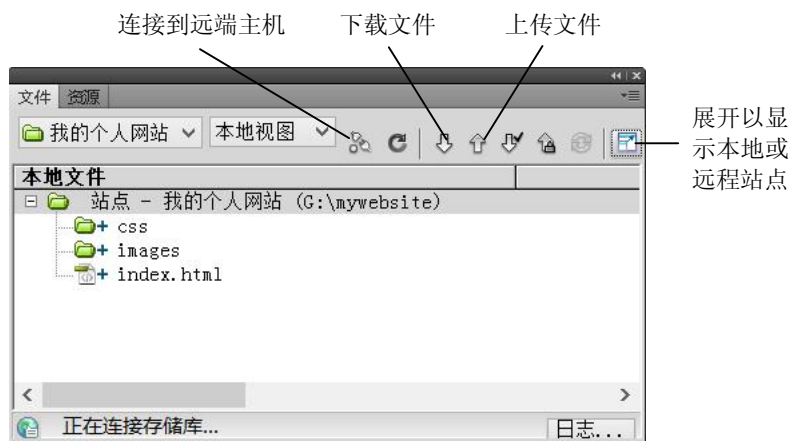 连接到远端主机 下载文件 上传文件
文件 资源
我的个人网站 本地视图
展开以显
示本地或
远程站点
本地文件
站点 - 我的个人网站 (G:\mywebsite)
css
images
index.html
正在连接存储库... 日志...